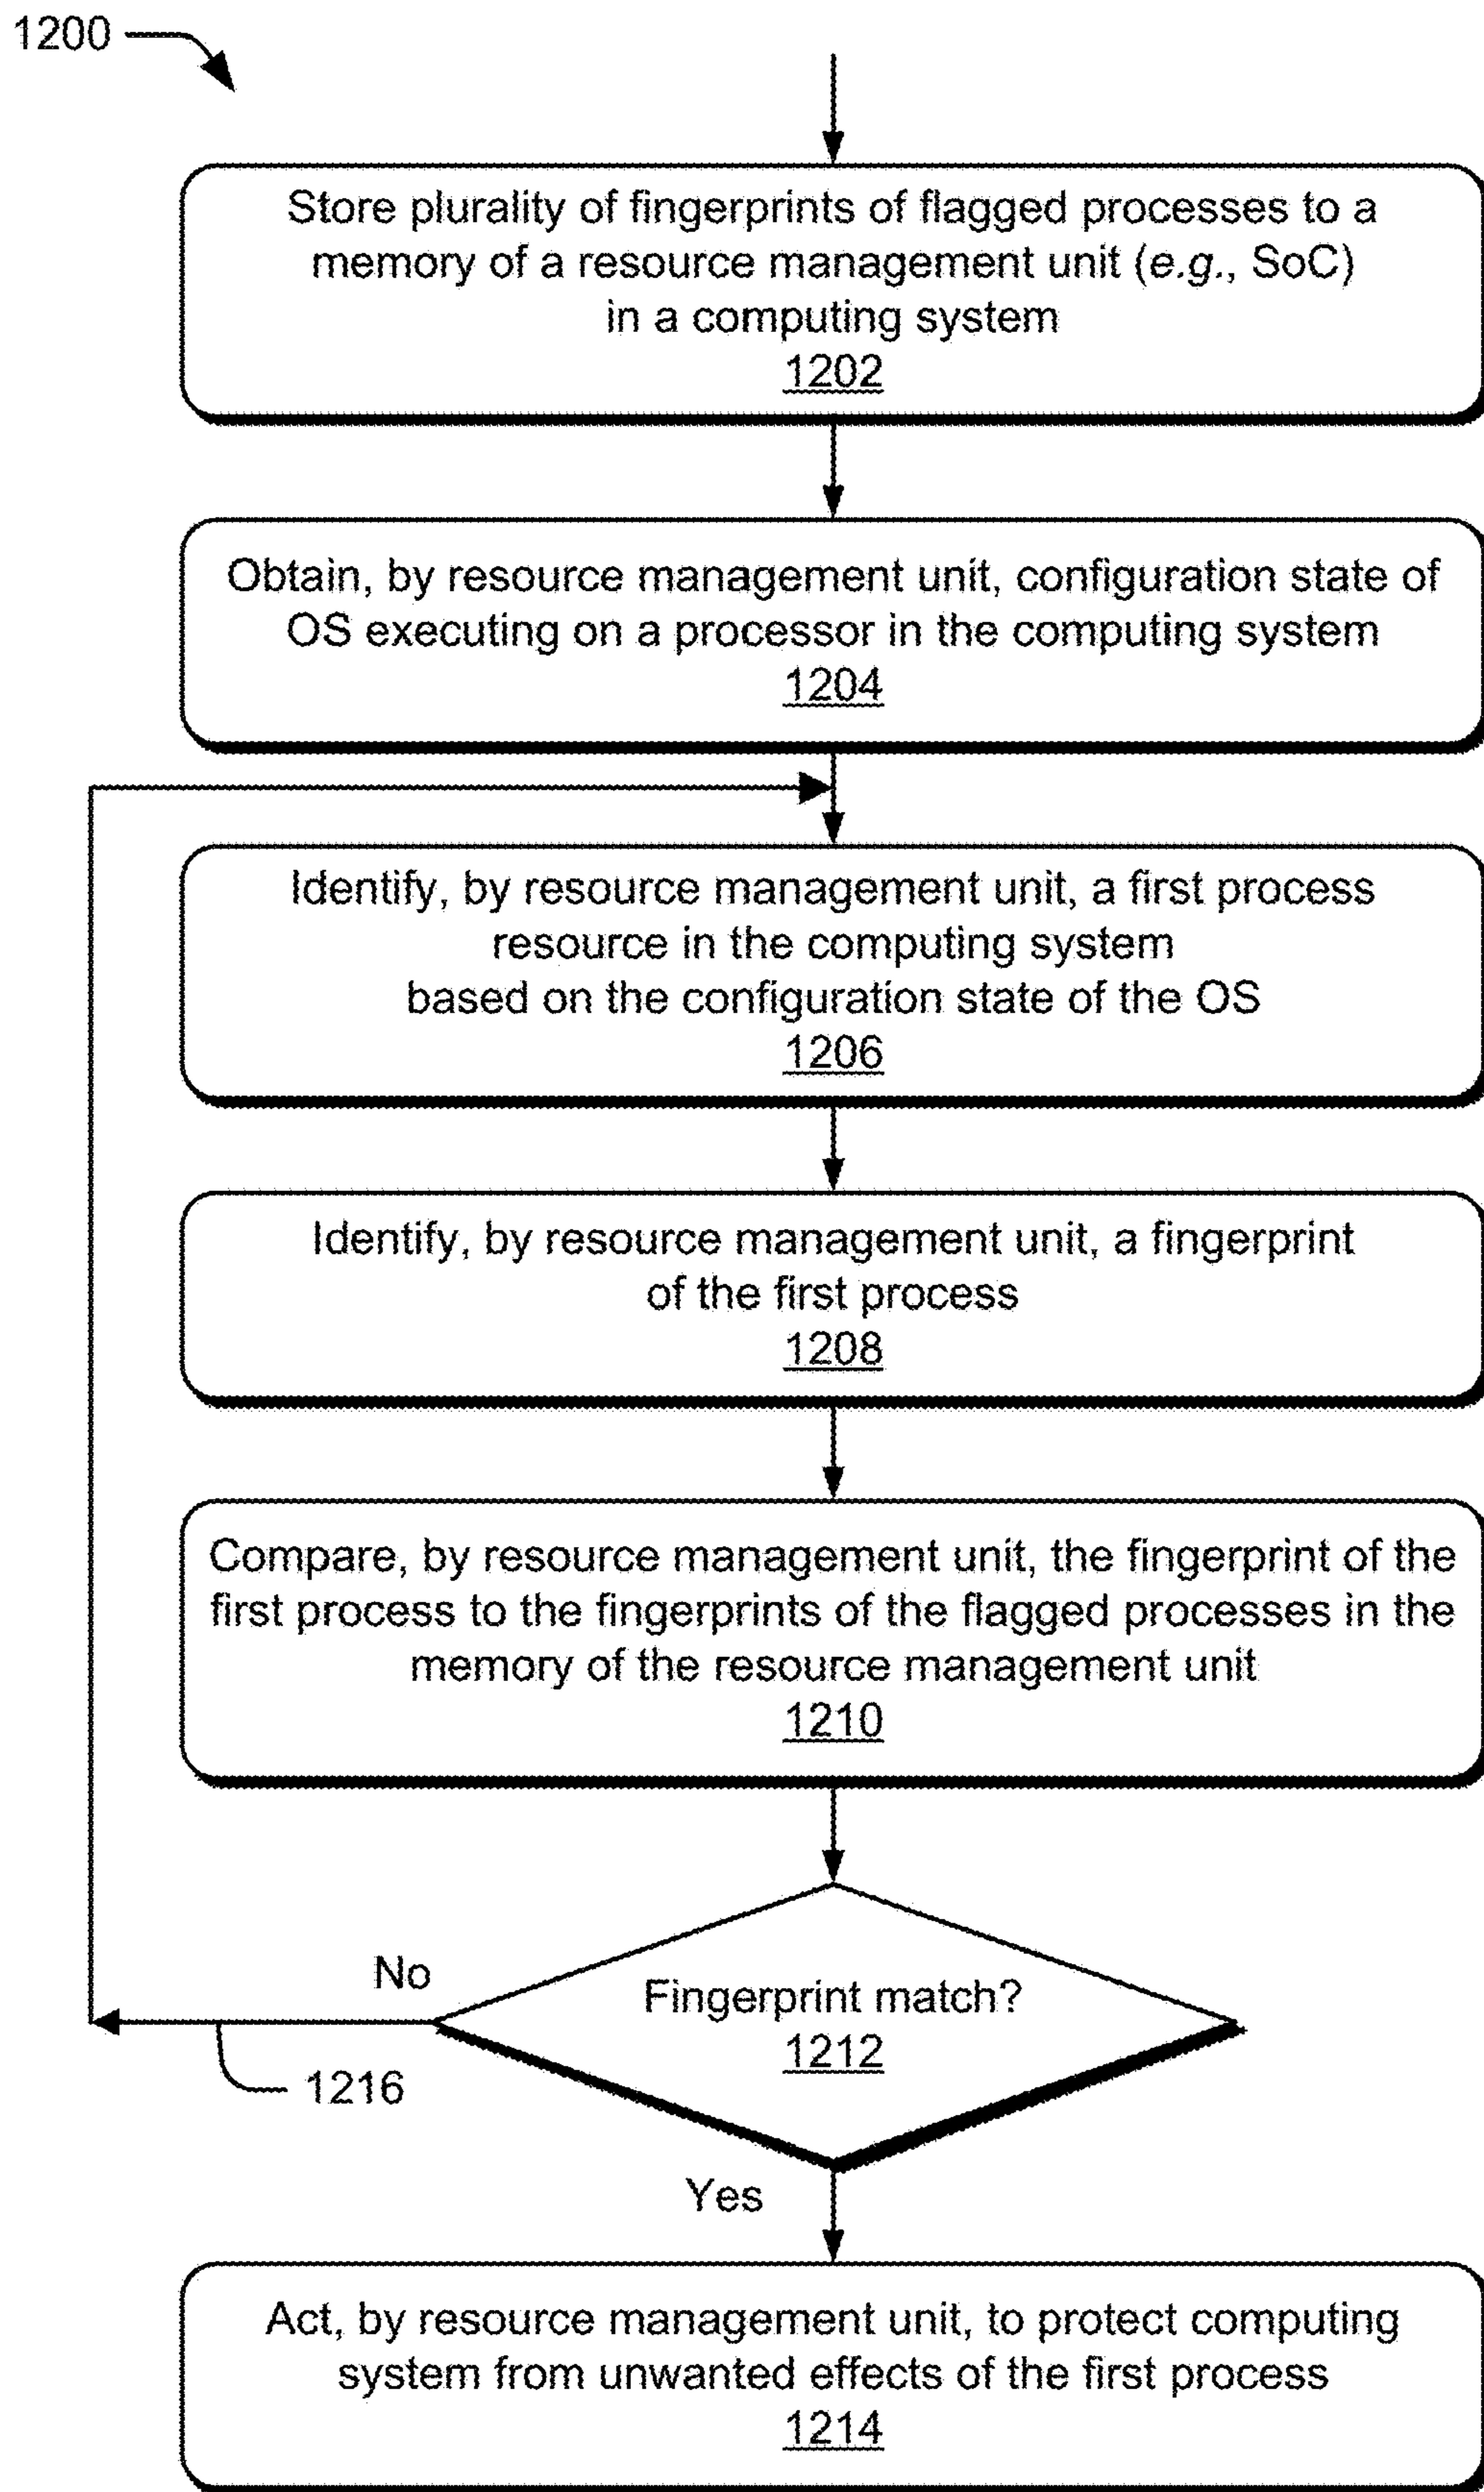 1200
Store plurality of fingerprints of flagged processes to a
memory of a resource management unit (e.g., SoC)
in a computing system
1202
Obtain, by resource management unit, configuration state of
OS executing on a processor in the computing system
1204
Identify, by resource management unit, a first process
resource in the computing system
based on the configuration state of the OS
1206
Identify, by resource management unit, a fingerprint
of the first process
1208
Compare, by resource management unit, the fingerprint of the
first process to the fingerprints of the flagged processes in the
memory of the resource management unit
1210
No
Fingerprint match?
1212
1216
Yes
Act, by resource management unit, to protect computing
system from unwanted effects of the first process
1214